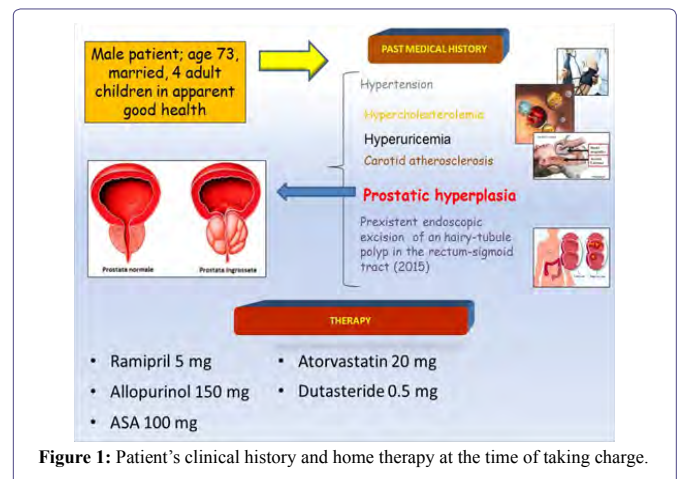 Male patient; age 73,
married, 4 adult
children in apparent
good health
PAST MEDICAL HISTORY
Hypertension
Hypercholesterolemia
Hyperuricemia
Carotid atherosclerosis
Prostatic hyperplasia
Prexistent endoscopic
excision of an hairy-tubule
polyp in the rectum-sigmoid
tract (2015)
Prostata normale
Prostata ingrossata
THERAPY
• Ramipril 5 mg
• Allopurinol 150 mg
• ASA 100 mg
• Atorvastatin 20 mg
• Dutasteride 0.5 mg
Figure 1: Patient's clinical history and home therapy at the time of taking charge.